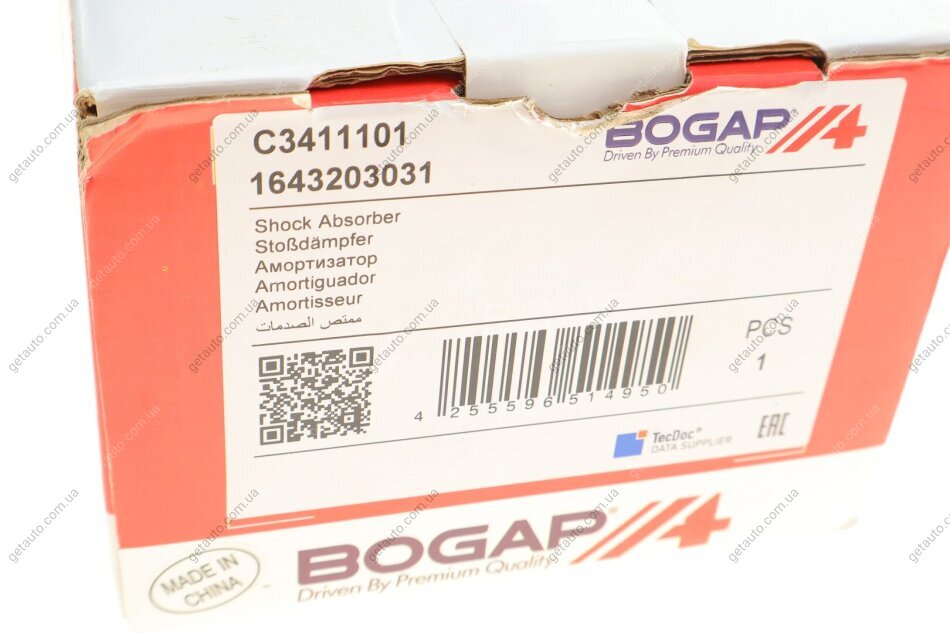 C3411101
1643203031
BOGAP
Driven By Premium Quality
Shock Absorber
Stoßdämpfer
Амортизатор
Amortiguador
Amortisseur
ممتص الصدمات
PCS
1
4 255596 514950
TecDoc®
DATA SUPPLIER
EAC
BOGAP®
Driven By Premium Quality
MADE IN
CHINA
getauto.com.ua